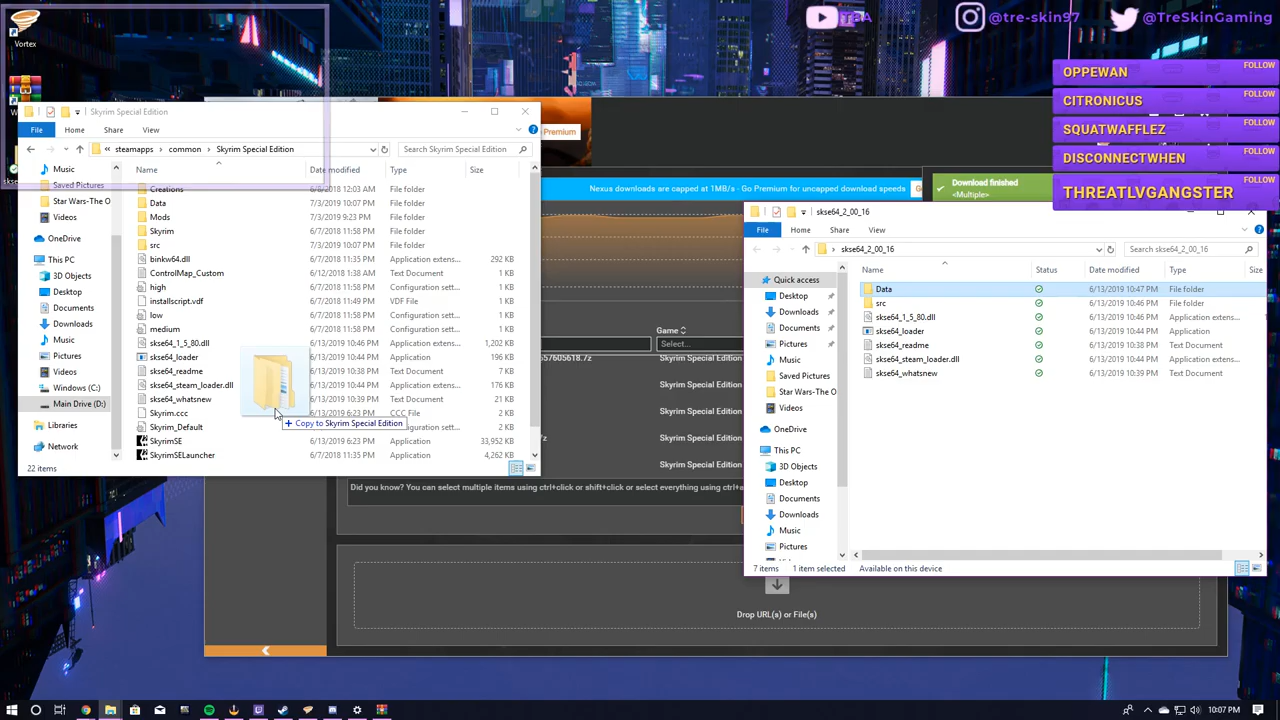 TBA
@tre-skin97
@TreSkinGaming
Vortex
OPPEWAN FOLLOW
CITRONICUS FOLLOW
SQUATWAFFLEZ FOLLOW
DISCONNECTWHEN FOLLOW
THREATLVGANGSTER FOLLOW
Premium
Nexus downloads are capped at 1MB/s - Go Premium for uncapped download speeds
Download finished
<Multiple>
Skyrim Special Edition
File Home Share View
« steamapps › common › Skyrim Special Edition
Search Skyrim Special Edition
Music
Saved Pictures
Star Wars-The O
Videos
OneDrive
This PC
3D Objects
Desktop
Documents
Downloads
Music
Pictures
Videos
Windows (C:)
Main Drive (D:)
Libraries
Network
Name Date modified Type Size
Creations 6/8/2018 12:03 AM File folder
Data 7/3/2019 10:07 PM File folder
Mods 7/3/2019 9:23 PM File folder
Skyrim 6/7/2018 11:58 PM File folder
src 7/3/2019 10:07 PM File folder
binkw64.dll 6/7/2018 11:35 PM Application extens... 292 KB
ControlMap_Custom 6/12/2018 1:38 AM Text Document 1 KB
high 6/7/2018 11:58 PM Configuration sett... 1 KB
installscript.vdf 6/7/2018 11:49 PM VDF File 1 KB
low 6/7/2018 11:58 PM Configuration sett... 1 KB
medium 6/7/2018 11:58 PM Configuration sett... 1 KB
skse64_1_5_80.dll 6/13/2019 10:46 PM Application extens... 1,202 KB
skse64_loader 6/13/2019 10:44 PM Application 196 KB
skse64_readme 6/13/2019 10:38 PM Text Document 7 KB
skse64_steam_loader.dll 6/13/2019 10:44 PM Application extens... 176 KB
skse64_whatsnew 6/13/2019 10:39 PM Text Document 21 KB
Skyrim.ccc 6/13/2019 6:23 PM CCC File 2 KB
Skyrim_Default figuration sett... 2 KB
SkyrimSE 6/13/2019 6:23 PM Application 33,952 KB
SkyrimSELauncher 6/7/2018 11:35 PM Application 4,262 KB
+ Copy to Skyrim Special Edition
22 items
Game
Select...
57605618.7z Skyrim Special Edition
Skyrim Special Edition
Skyrim Special Edition
Skyrim Special Edition
Skyrim Special Edition
Did you know? You can select multiple items using ctrl+click or shift+click or select everything using ctrl+a
Drop URL(s) or File(s)
skse64_2_00_16
File Home Share View
› skse64_2_00_16
Search skse64_2_00_16
Quick access
Desktop
Downloads
Documents
Pictures
Music
Saved Pictures
Star Wars-The O
Videos
OneDrive
This PC
3D Objects
Desktop
Documents
Downloads
Music
Pictures
Name Status Date modified Type Size
Data 6/13/2019 10:47 PM File folder
src 6/13/2019 10:46 PM File folder
skse64_1_5_80.dll 6/13/2019 10:46 PM Application extens...
skse64_loader 6/13/2019 10:44 PM Application
skse64_readme 6/13/2019 10:38 PM Text Document
skse64_steam_loader.dll 6/13/2019 10:44 PM Application extens...
skse64_whatsnew 6/13/2019 10:39 PM Text Document
7 items 1 item selected Available on this device
10:07 PM